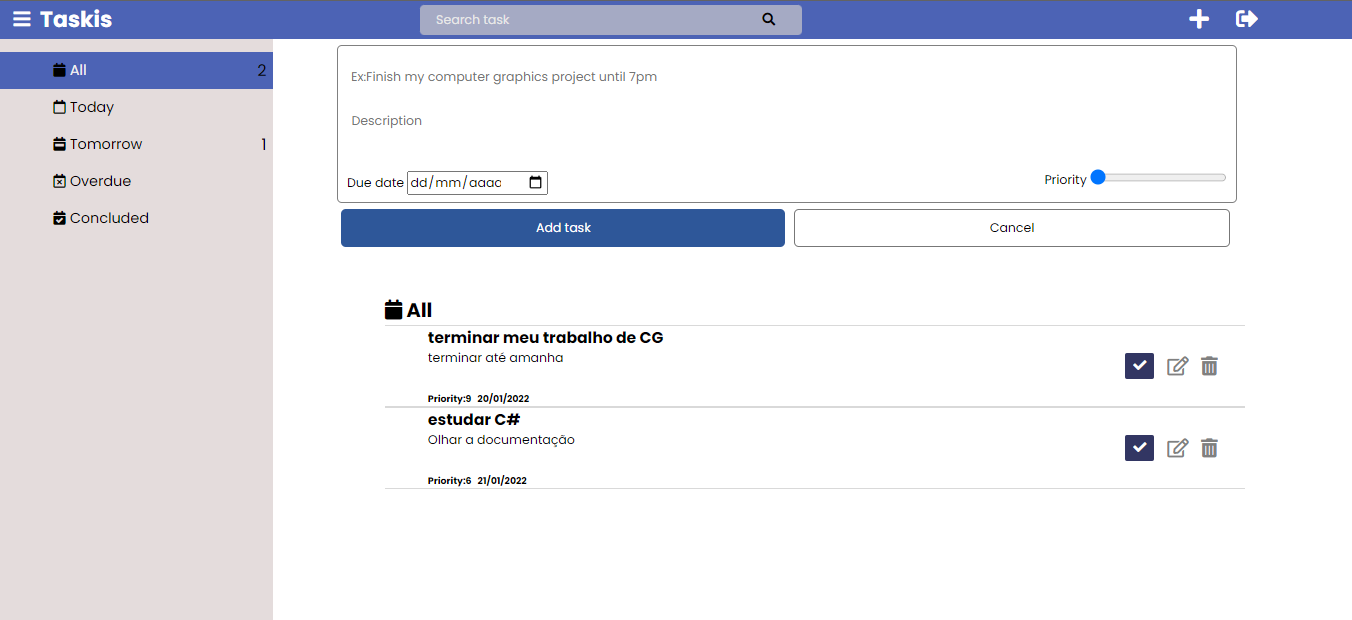 Taskis
Search task
All 2
Today
Tomorrow 1
Overdue
Concluded
Ex:Finish my computer graphics project until 7pm
Description
Due date dd/mm/aaaa
Priority
Add task
Cancel
All
terminar meu trabalho de CG
terminar até amanha
Priority:9 20/01/2022
estudar C#
Olhar a documentação
Priority:6 21/01/2022